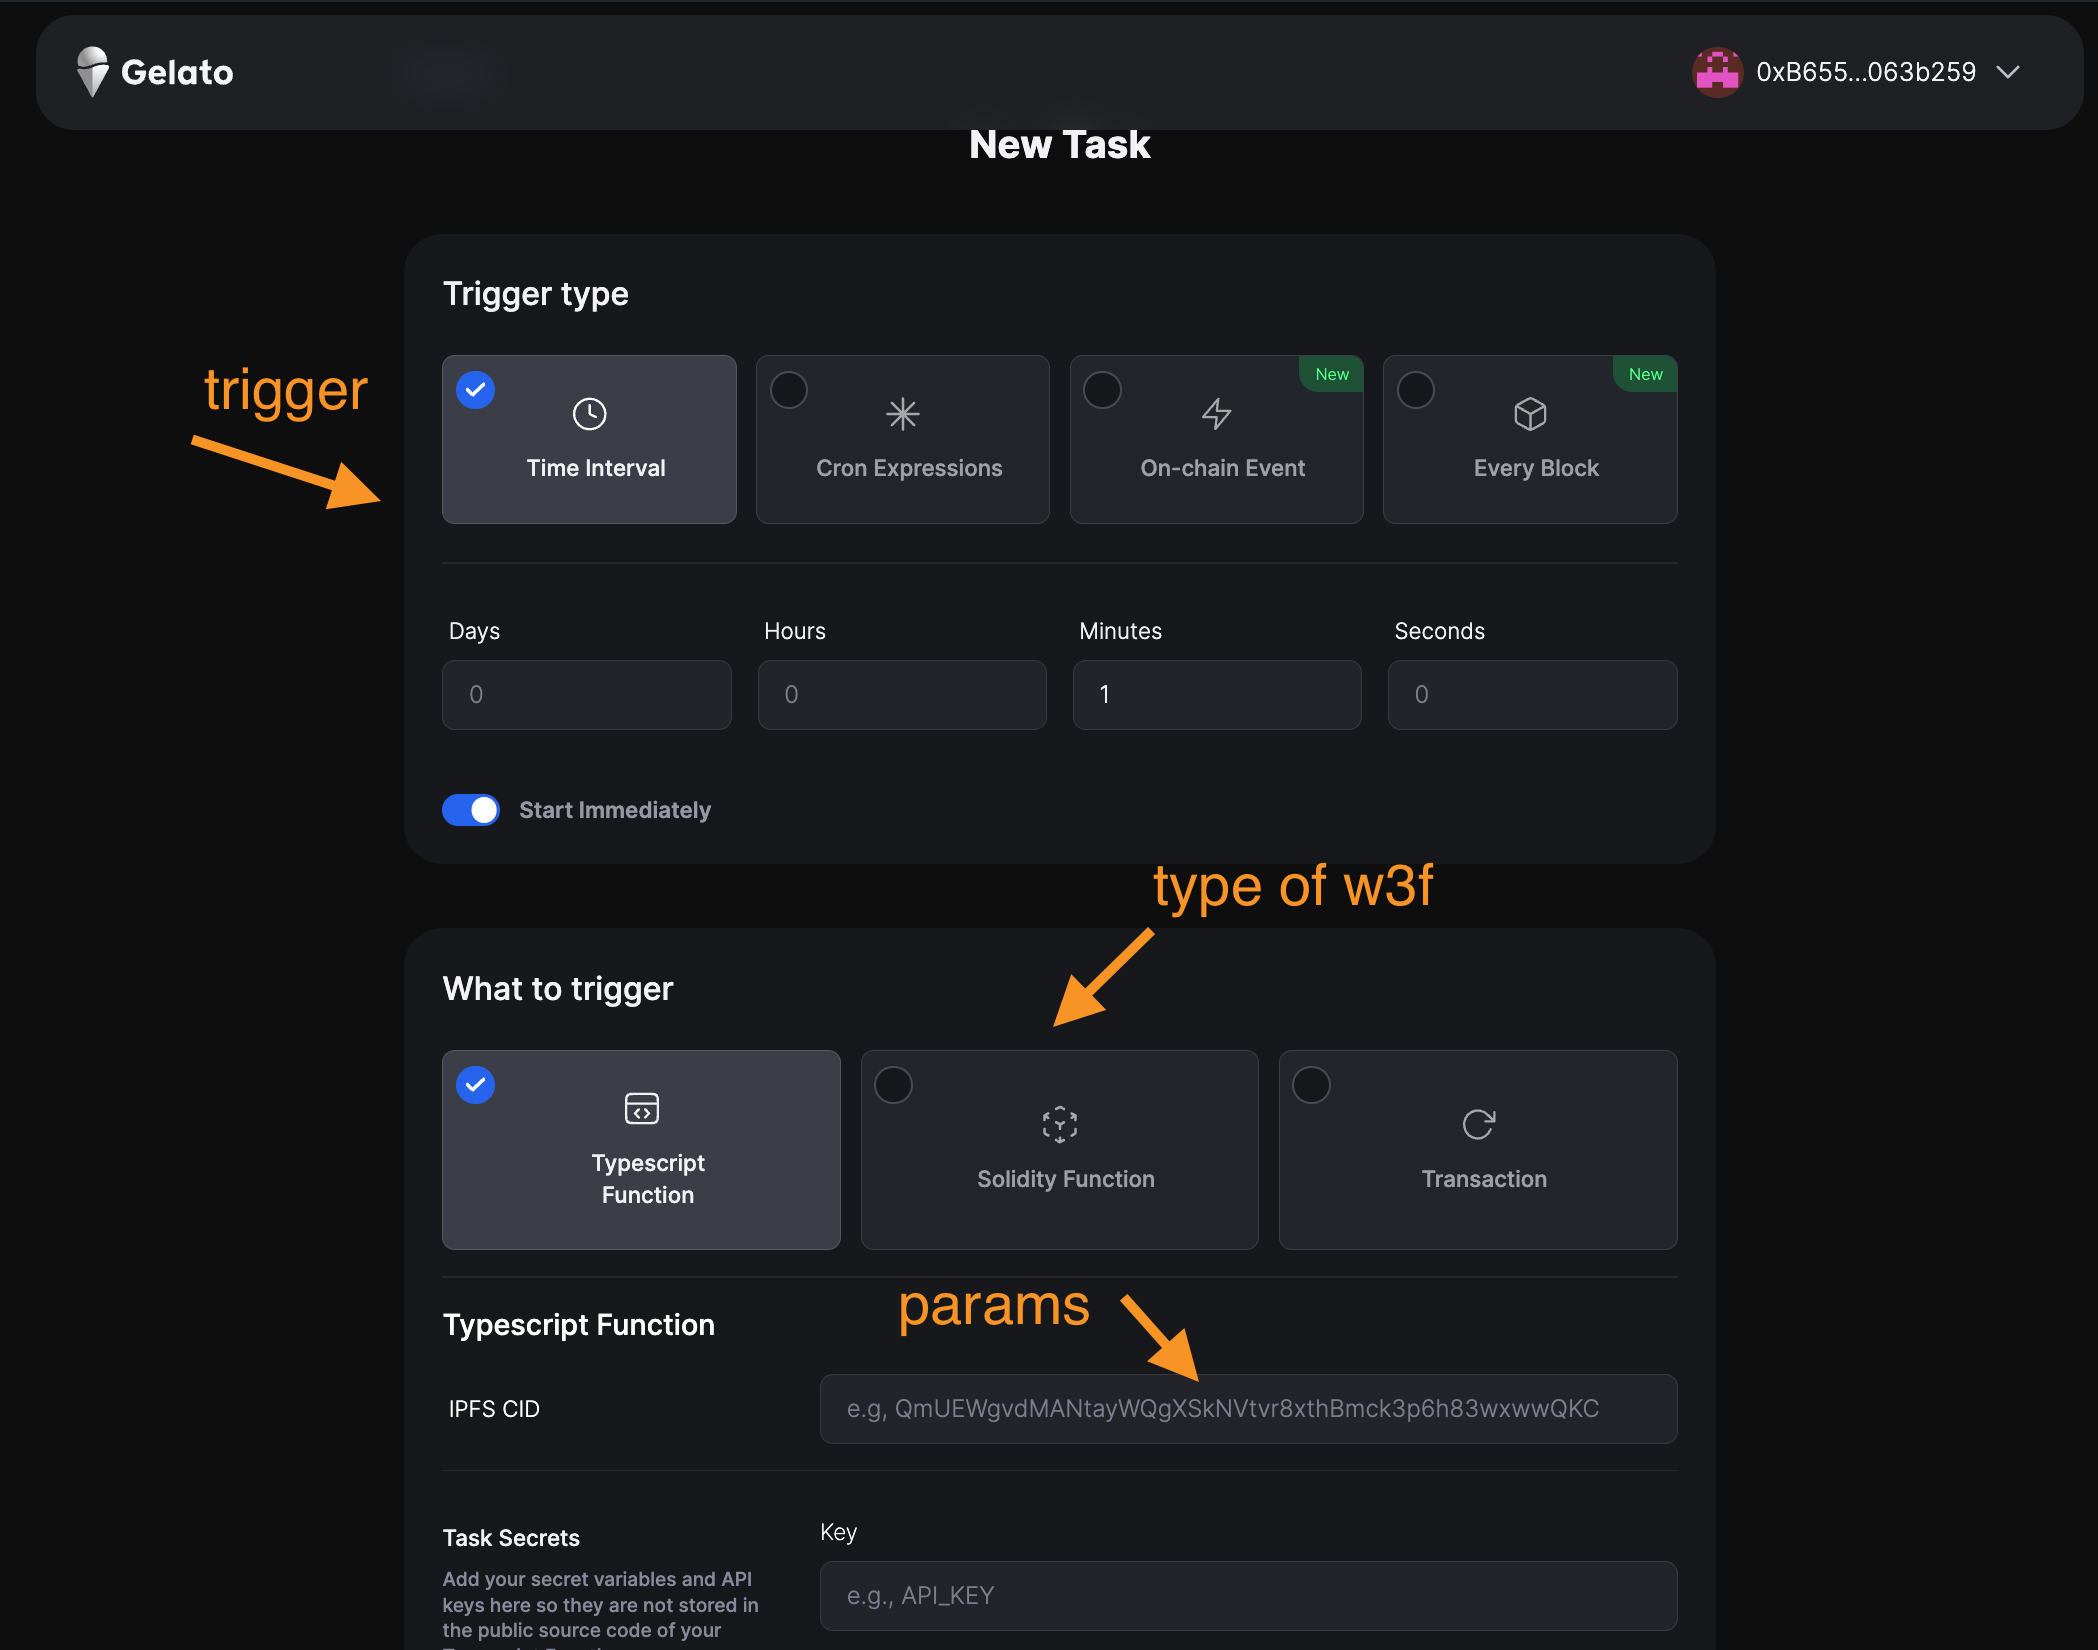 Gelato
0xB655...063b259
New Task
Trigger type
trigger
New
New
Time Interval
Cron Expressions
On-chain Event
Every Block
Days
Hours
Minutes
Seconds
0
0
1
0
Start Immediately
type of w3f
What to trigger
Typescript
Function
Solidity Function
Transaction
params
Typescript Function
IPFS CID
e.g, QmUEWgvdMANtayWQgXSkNVtvr8xthBmck3p6h83wxwwQKC
Task Secrets
Key
Add your secret variables and API
keys here so they are not stored in
the public source code of your
e.g., API_KEY